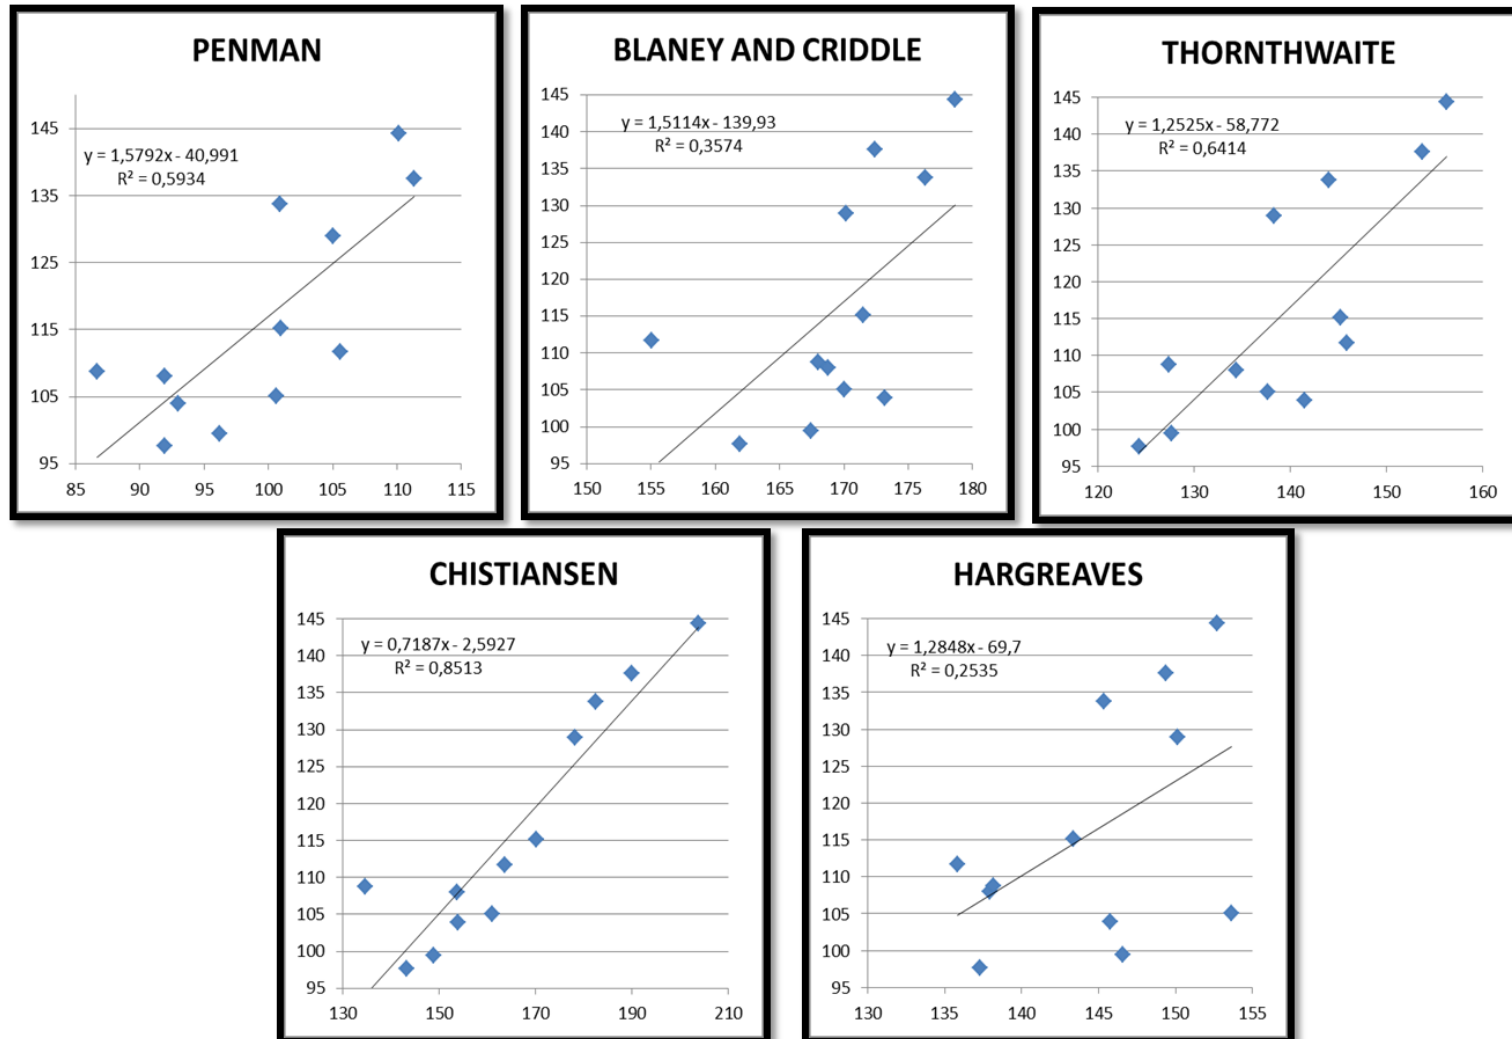 PENMAN
y = 1,5792x - 40,991
R² = 0,5934
145
135
125
115
105
95
85 90 95 100 105 110 115
BLANEY AND CRIDDLE
y = 1,5114x - 139,93
R² = 0,3574
145
140
135
130
125
120
115
110
105
100
95
150 155 160 165 170 175 180
THORNTHWAITE
y = 1,2525x - 58,772
R² = 0,6414
145
140
135
130
125
120
115
110
105
100
95
120 130 140 150 160
CHISTIANSEN
y = 0,7187x - 2,5927
R² = 0,8513
145
140
135
130
125
120
115
110
105
100
95
130 150 170 190 210
HARGREAVES
y = 1,2848x - 69,7
R² = 0,2535
145
140
135
130
125
120
115
110
105
100
95
130 135 140 145 150 155